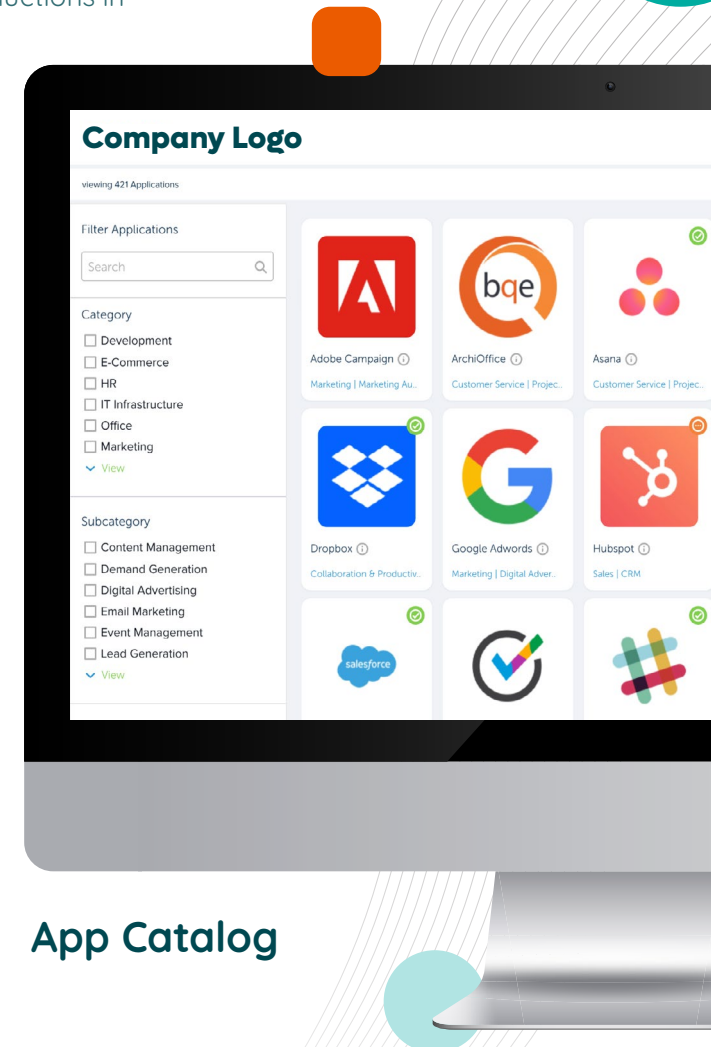 uctions in
Company Logo
viewing 421 Applications
Filter Applications
Search
Category
Development
E-Commerce
HR
IT Infrastructure
Office
Marketing
View
Subcategory
Content Management
Demand Generation
Digital Advertising
Email Marketing
Event Management
Lead Generation
View
Adobe Campaign
Marketing | Marketing Au..
bqe
ArchiOffice
Customer Service | Projec..
Asana
Customer Service | Projec..
Dropbox
Collaboration & Productiv..
Google Adwords
Marketing | Digital Adver..
Hubspot
Sales | CRM
salesforce
App Catalog